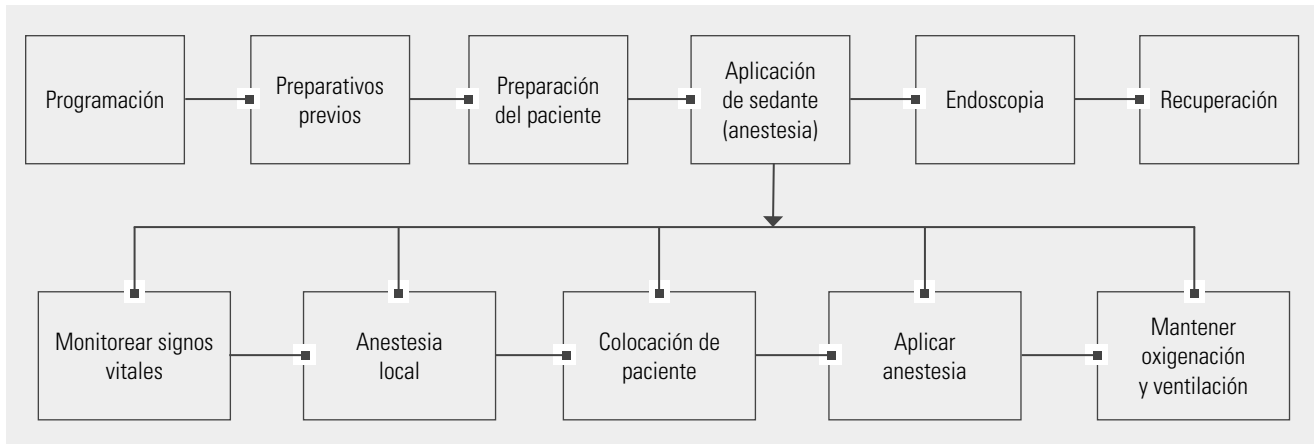 Programación
Preparativos
previos
Preparación
del paciente
Aplicación
de sedante
(anestesia)
Endoscopia
Recuperación
Monitorear signos
vitales
Anestesia
local
Colocación de
paciente
Aplicar
anestesia
Mantener
oxigenación
y ventilación